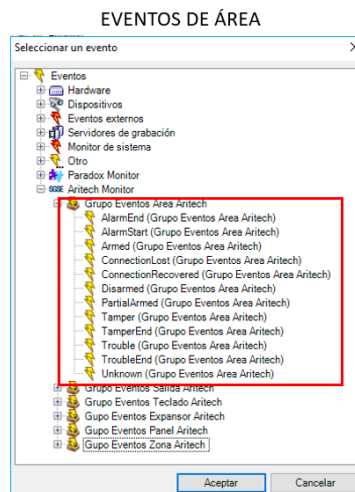 EVENTOS DE ÁREA
Seleccionar un evento
Eventos
Hardware
Dispositivos
Eventos externos
Servidores de grabación
Monitor de sistema
Otro
Paradox Monitor
Aritech Monitor
Grupo Eventos Area Aritech
AlarmEnd (Grupo Eventos Area Aritech)
AlarmStart (Grupo Eventos Area Aritech)
Armed (Grupo Eventos Area Aritech)
ConnectionLost (Grupo Eventos Area Aritech)
ConnectionRecovered (Grupo Eventos Area Aritech)
Disarmed (Grupo Eventos Area Aritech)
PartialArmed (Grupo Eventos Area Aritech)
Tamper (Grupo Eventos Area Aritech)
TamperEnd (Grupo Eventos Area Aritech)
Trouble (Grupo Eventos Area Aritech)
TroubleEnd (Grupo Eventos Area Aritech)
Unknown (Grupo Eventos Area Aritech)
Grupo Eventos Salida Aritech
Grupo Eventos Teclado Aritech
Gupo Eventos Expansor Aritech
Gupo Eventos Panel Aritech
Gupo Eventos Zona Aritech
Aceptar Cancelar